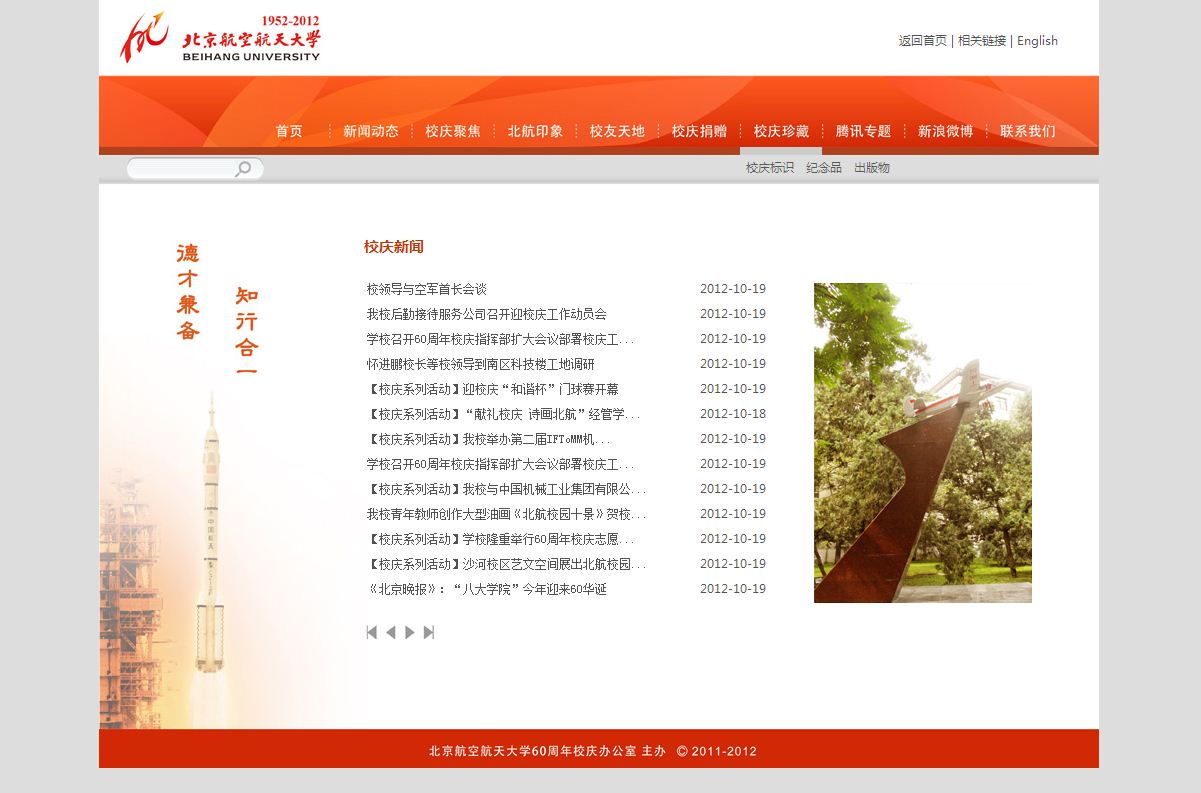 1952-2012
北京航空航天大学
BEIHANG UNIVERSITY
返回首页 | 相关链接 | English
首页 新闻动态 校庆聚焦 北航印象 校友天地 校庆捐赠 校庆珍藏 腾讯专题 新浪微博 联系我们
校庆标识 纪念品 出版物
德才兼备
知行合一
中国航天
校庆新闻
校领导与空军首长会谈 2012-10-19
我校后勤接待服务公司召开迎校庆工作动员会 2012-10-19
学校召开60周年校庆指挥部扩大会议部署校庆工... 2012-10-19
怀进鹏校长等校领导到南区科技楼工地调研 2012-10-19
【校庆系列活动】迎校庆“和谐杯”门球赛开幕 2012-10-19
【校庆系列活动】“献礼校庆 诗画北航”经管学... 2012-10-18
【校庆系列活动】我校举办第二届IFToMM机... 2012-10-19
学校召开60周年校庆指挥部扩大会议部署校庆工... 2012-10-19
【校庆系列活动】我校与中国机械工业集团有限公... 2012-10-19
我校青年教师创作大型油画《北航校园十景》贺校... 2012-10-19
【校庆系列活动】学校隆重举行60周年校庆志愿... 2012-10-19
【校庆系列活动】沙河校区艺文空间展出北航校园... 2012-10-19
《北京晚报》：“八大学院”今年迎来60华诞 2012-10-19
北京航空航天大学60周年校庆办公室 主办 © 2011-2012